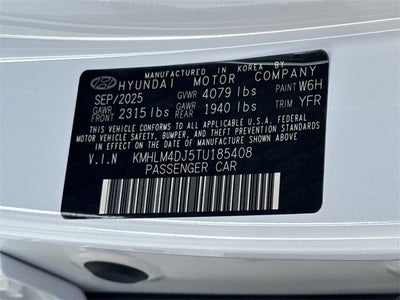 MANUFACTURED IN KOREA BY
HYUNDAI MOTOR COMPANY
SEP/2025 GVWR 4079 lbs PAINT W6H
GAWR FRONT 2315 lbs GAWR REAR 1940 lbs TRIM YFR
THIS VEHICLE CONFORMS TO ALL APPLICABLE U.S.A. FEDERAL
MOTOR VEHICLE SAFETY, BUMPER, AND THEFT PREVENTION
STANDARDS IN EFFECT ON THE DATE OF MANUFACTURE SHOWN ABOVE.
V.I.N KMHLM4DJ5TU185408
PASSENGER CAR